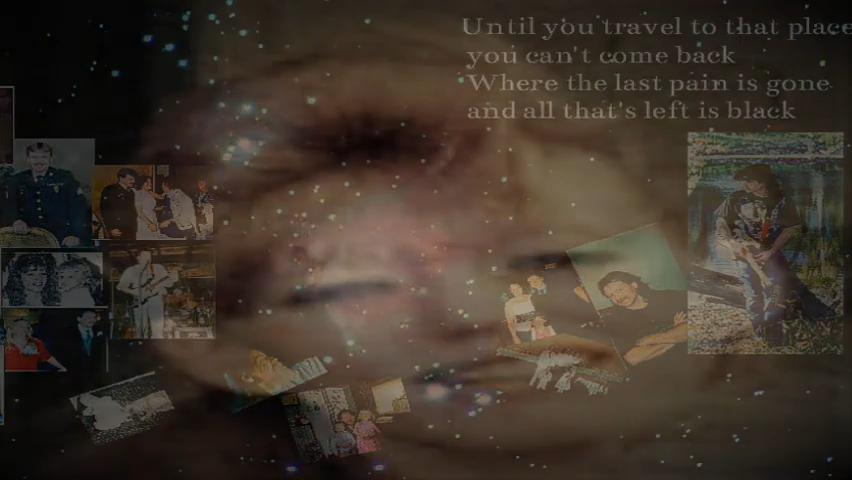 Until you travel to that place
you can't come back
Where the last pain is gone
and all that's left is black